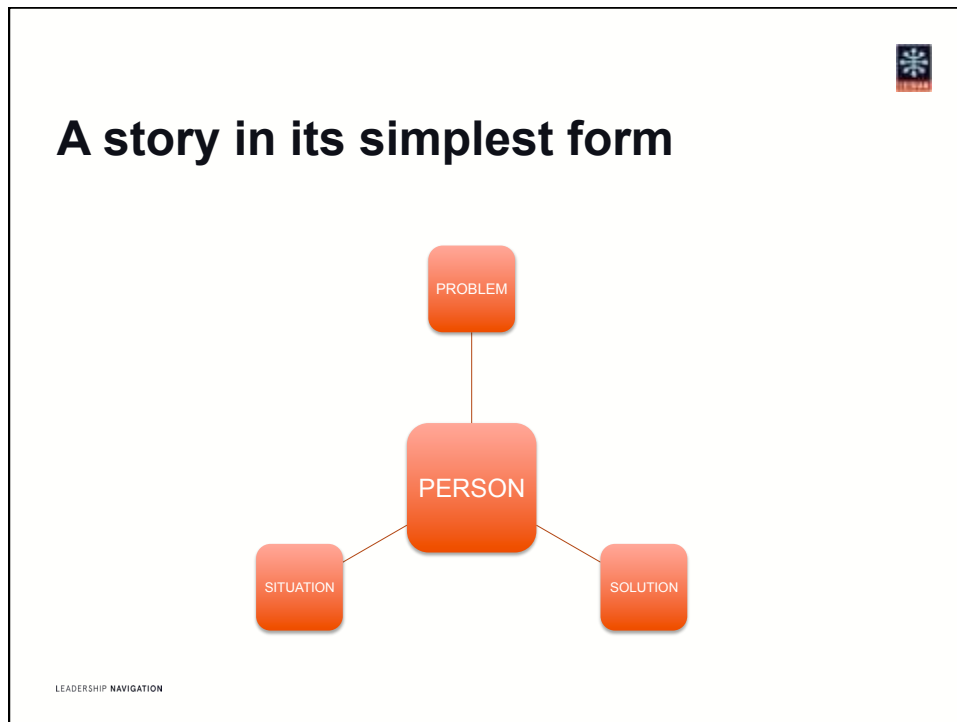 A story in its simplest form
PROBLEM
PERSON
SITUATION
SOLUTION
LEADERSHIP NAVIGATION